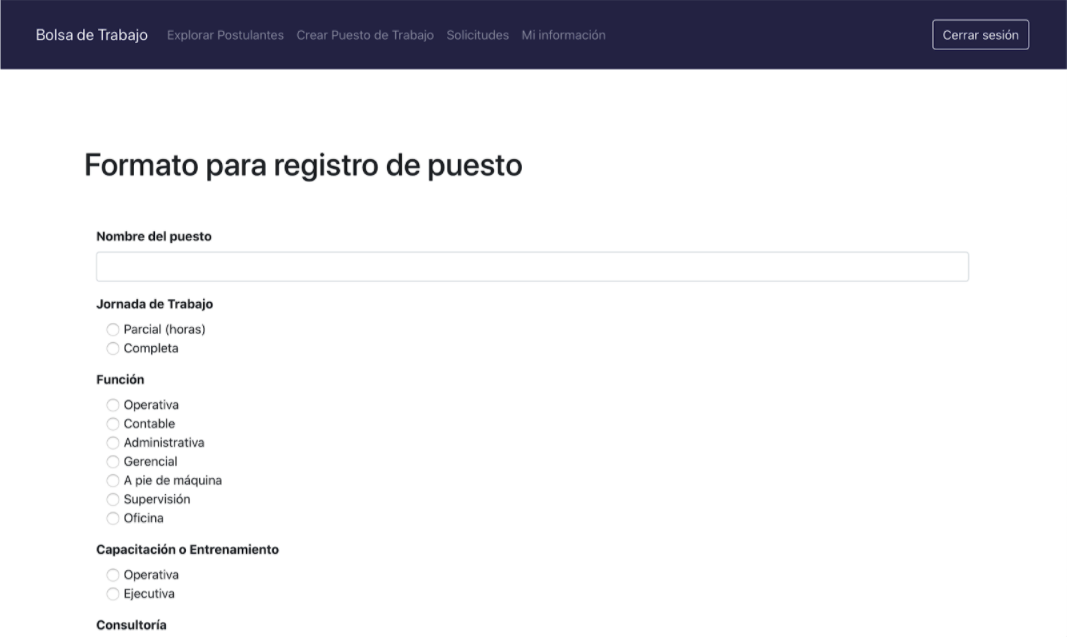 Bolsa de Trabajo Explorar Postulantes Crear Puesto de Trabajo Solicitudes Mi información Cerrar sesión
Formato para registro de puesto
Nombre del puesto
Jornada de Trabajo
Parcial (horas)
Completa
Función
Operativa
Contable
Administrativa
Gerencial
A pie de máquina
Supervisión
Oficina
Capacitación o Entrenamiento
Operativa
Ejecutiva
Consultoría